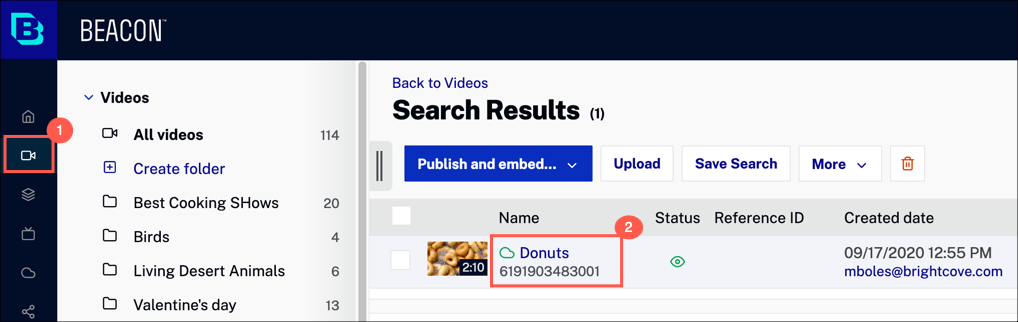 BEACON™
Videos
All videos 114
Create folder
Best Cooking SHows 20
Birds 4
Living Desert Animals 6
Valentine's day 13
1
Back to Videos
Search Results (1)
Publish and embed...
Upload
Save Search
More
Name Status Reference ID Created date
2
2:10
Donuts 09/17/2020 12:55 PM
6191903483001 mboles@brightcove.com